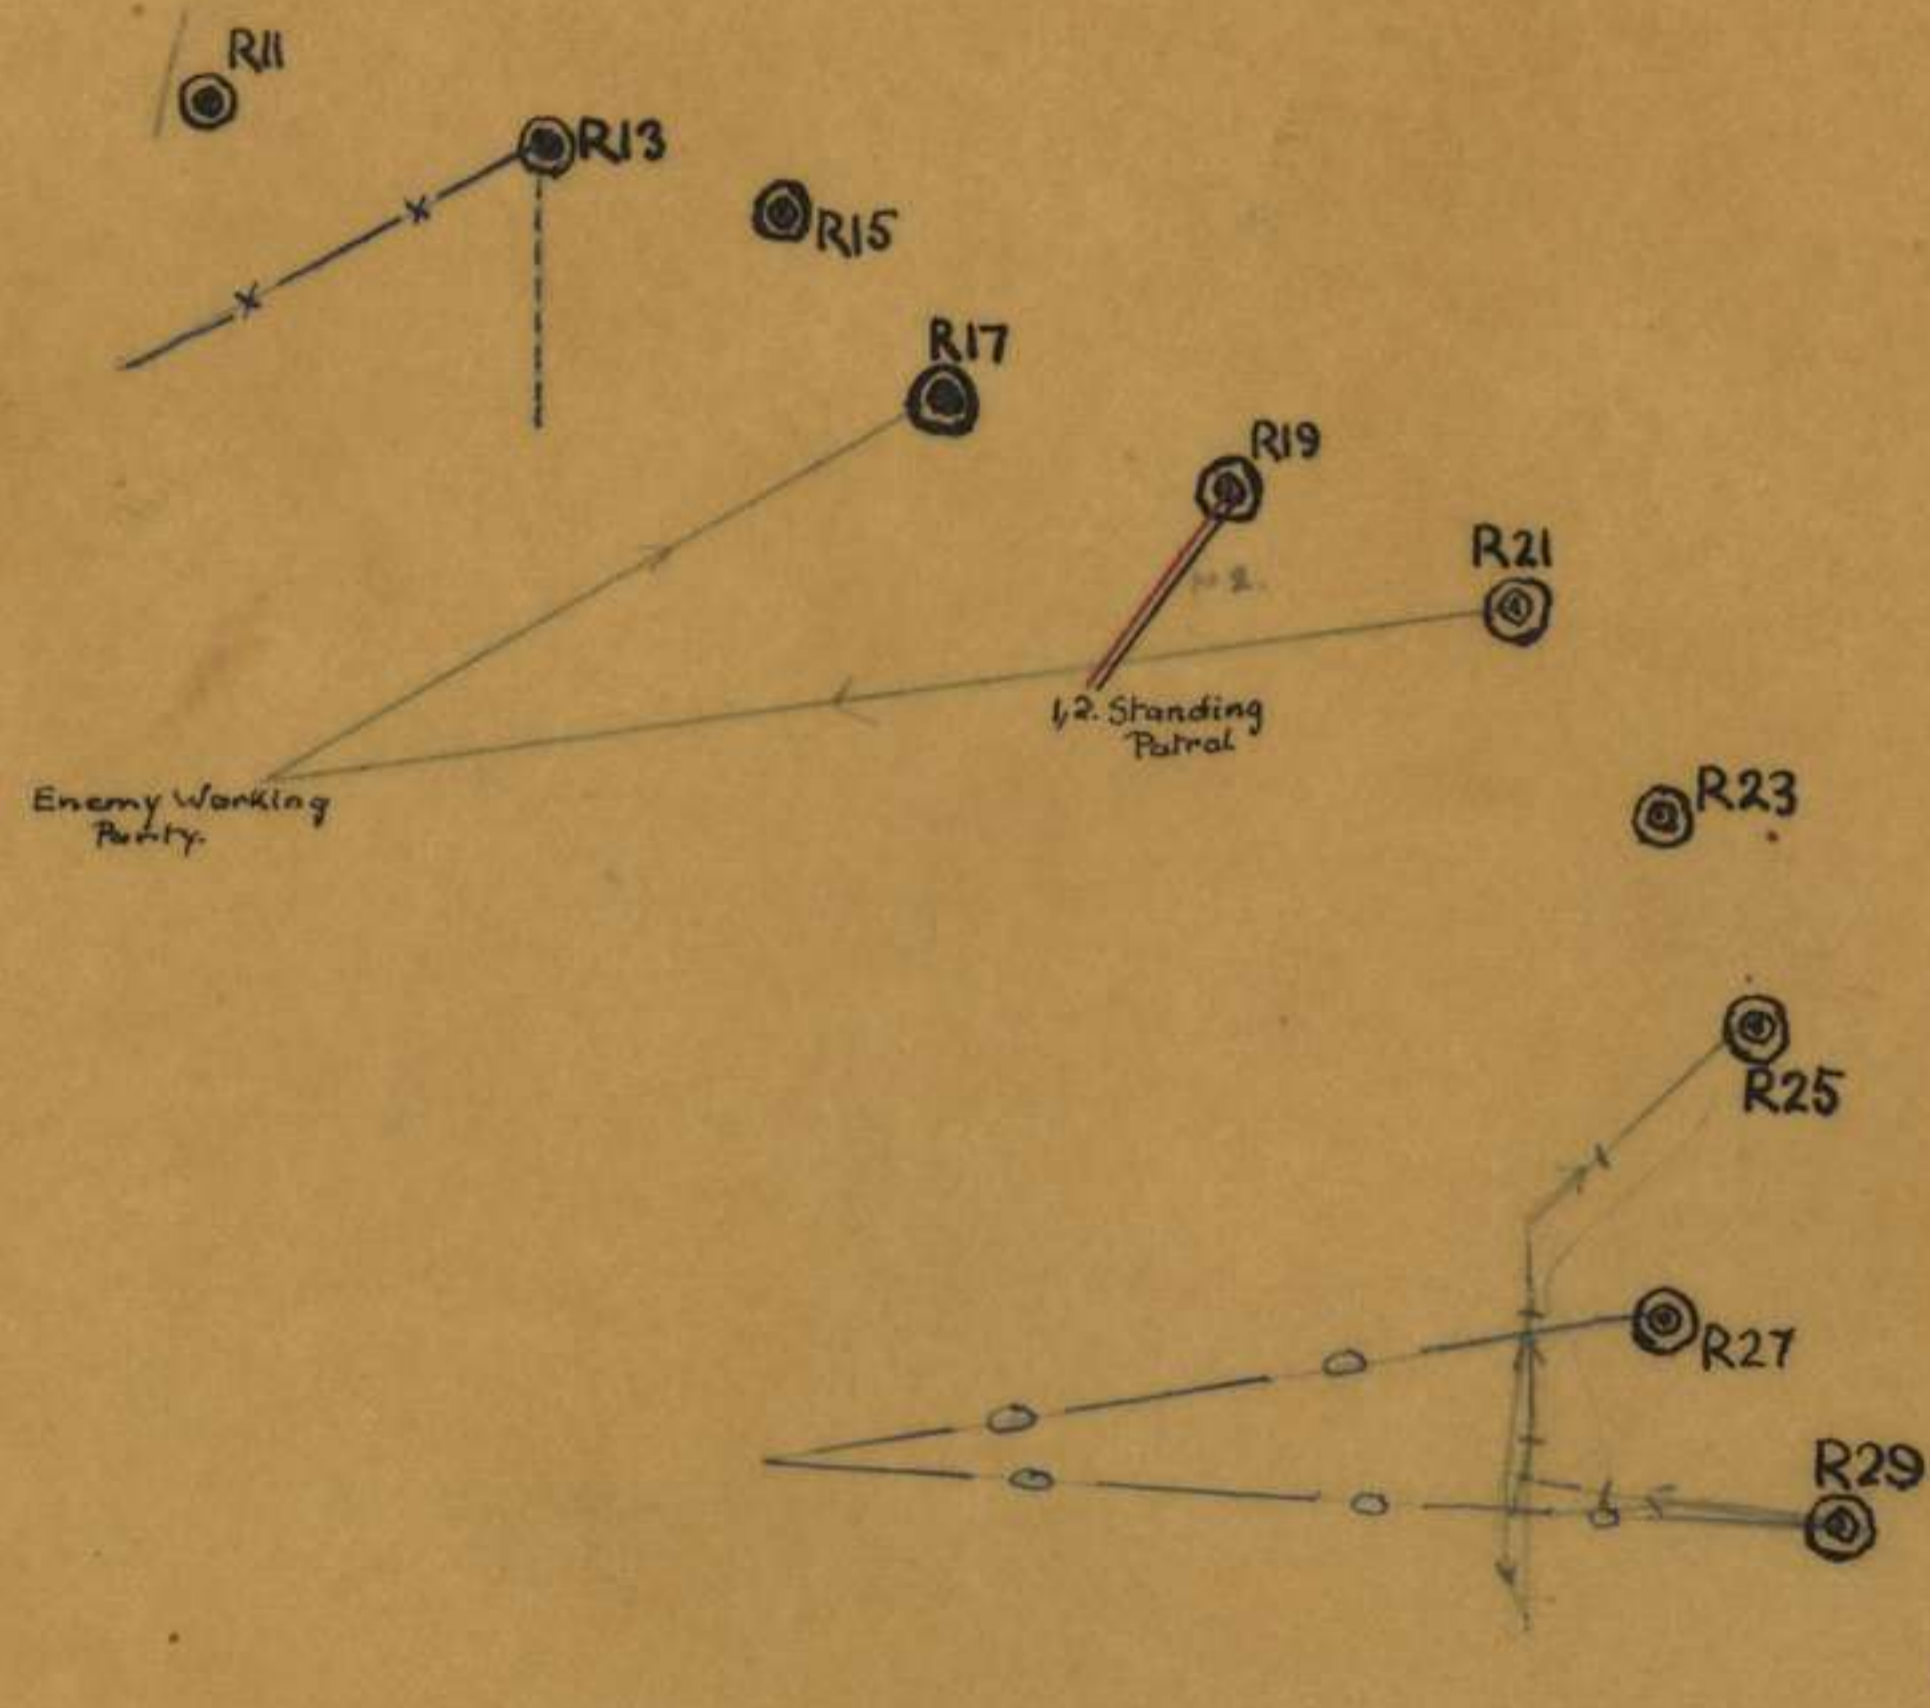 R11
R13
R15
R17
R19
R21
1,2. Standing
Patrol
Enemy Working
Party.
R23
R25
R27
R29